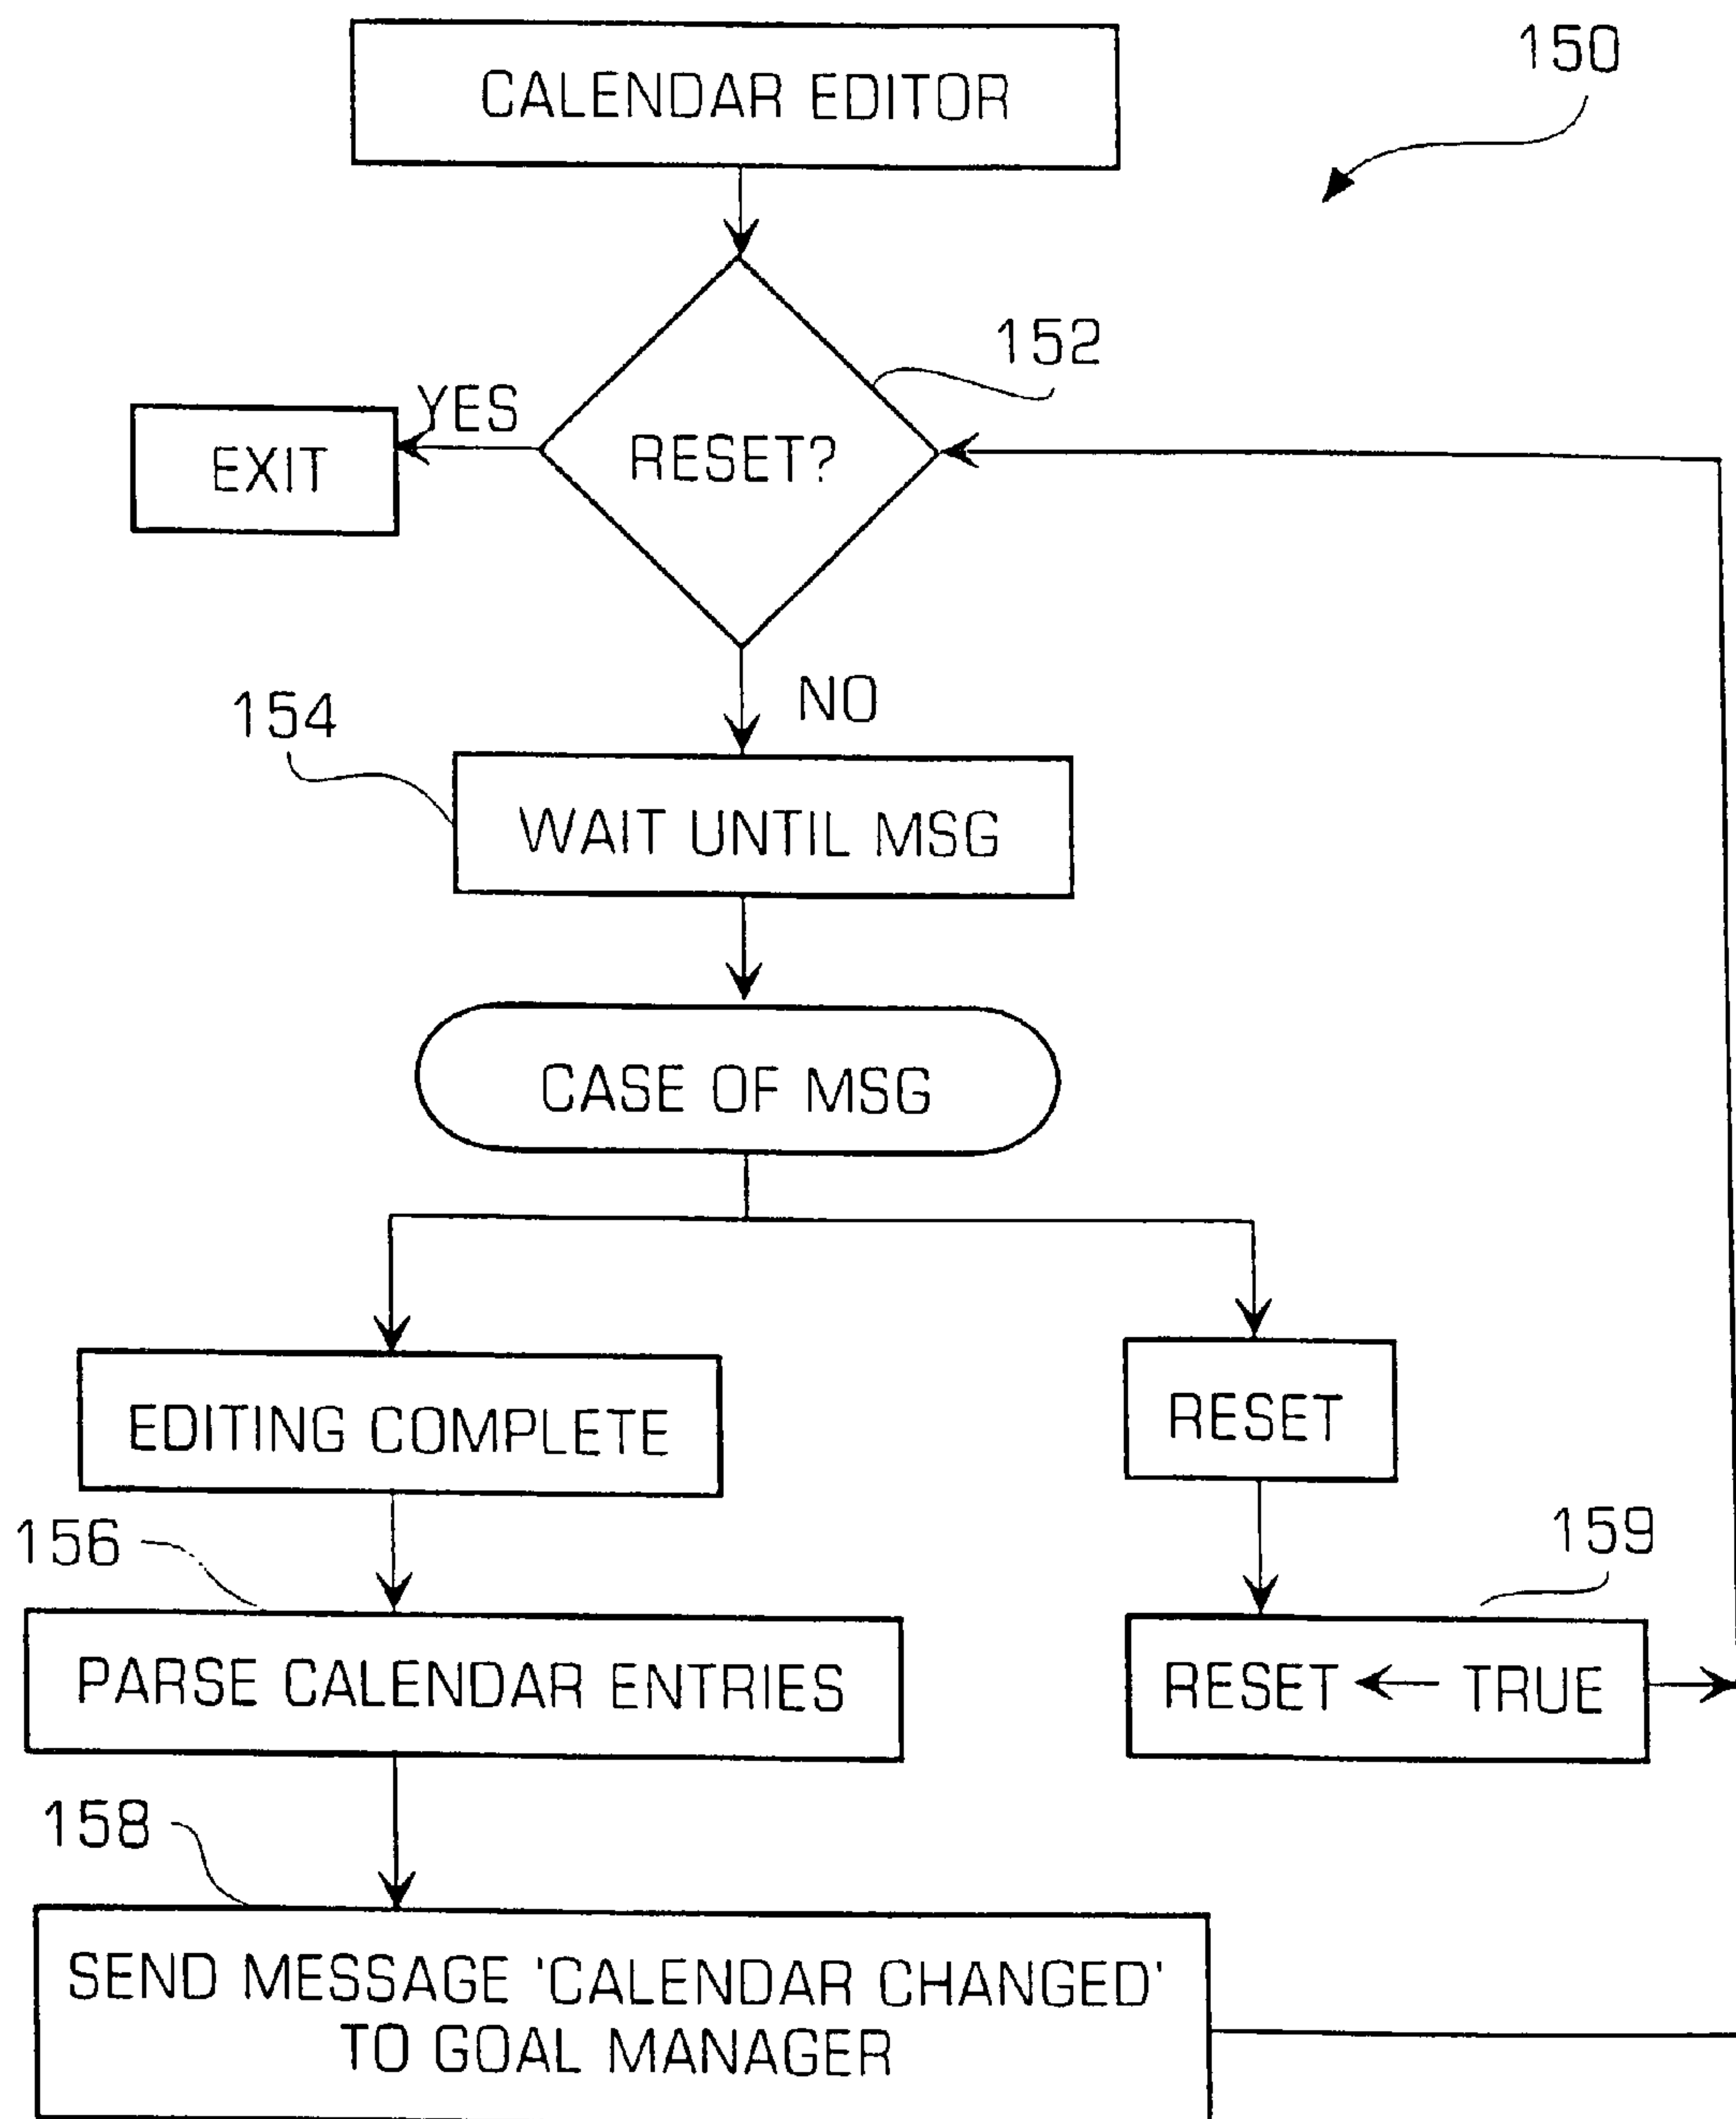 CALENDAR EDITOR
150
152
YES
EXIT
RESET?
NO
154
WAIT UNTIL MSG
CASE OF MSG
EDITING COMPLETE
RESET
156
159
PARSE CALENDAR ENTRIES
RESET ← TRUE
158
SEND MESSAGE 'CALENDAR CHANGED'
TO GOAL MANAGER